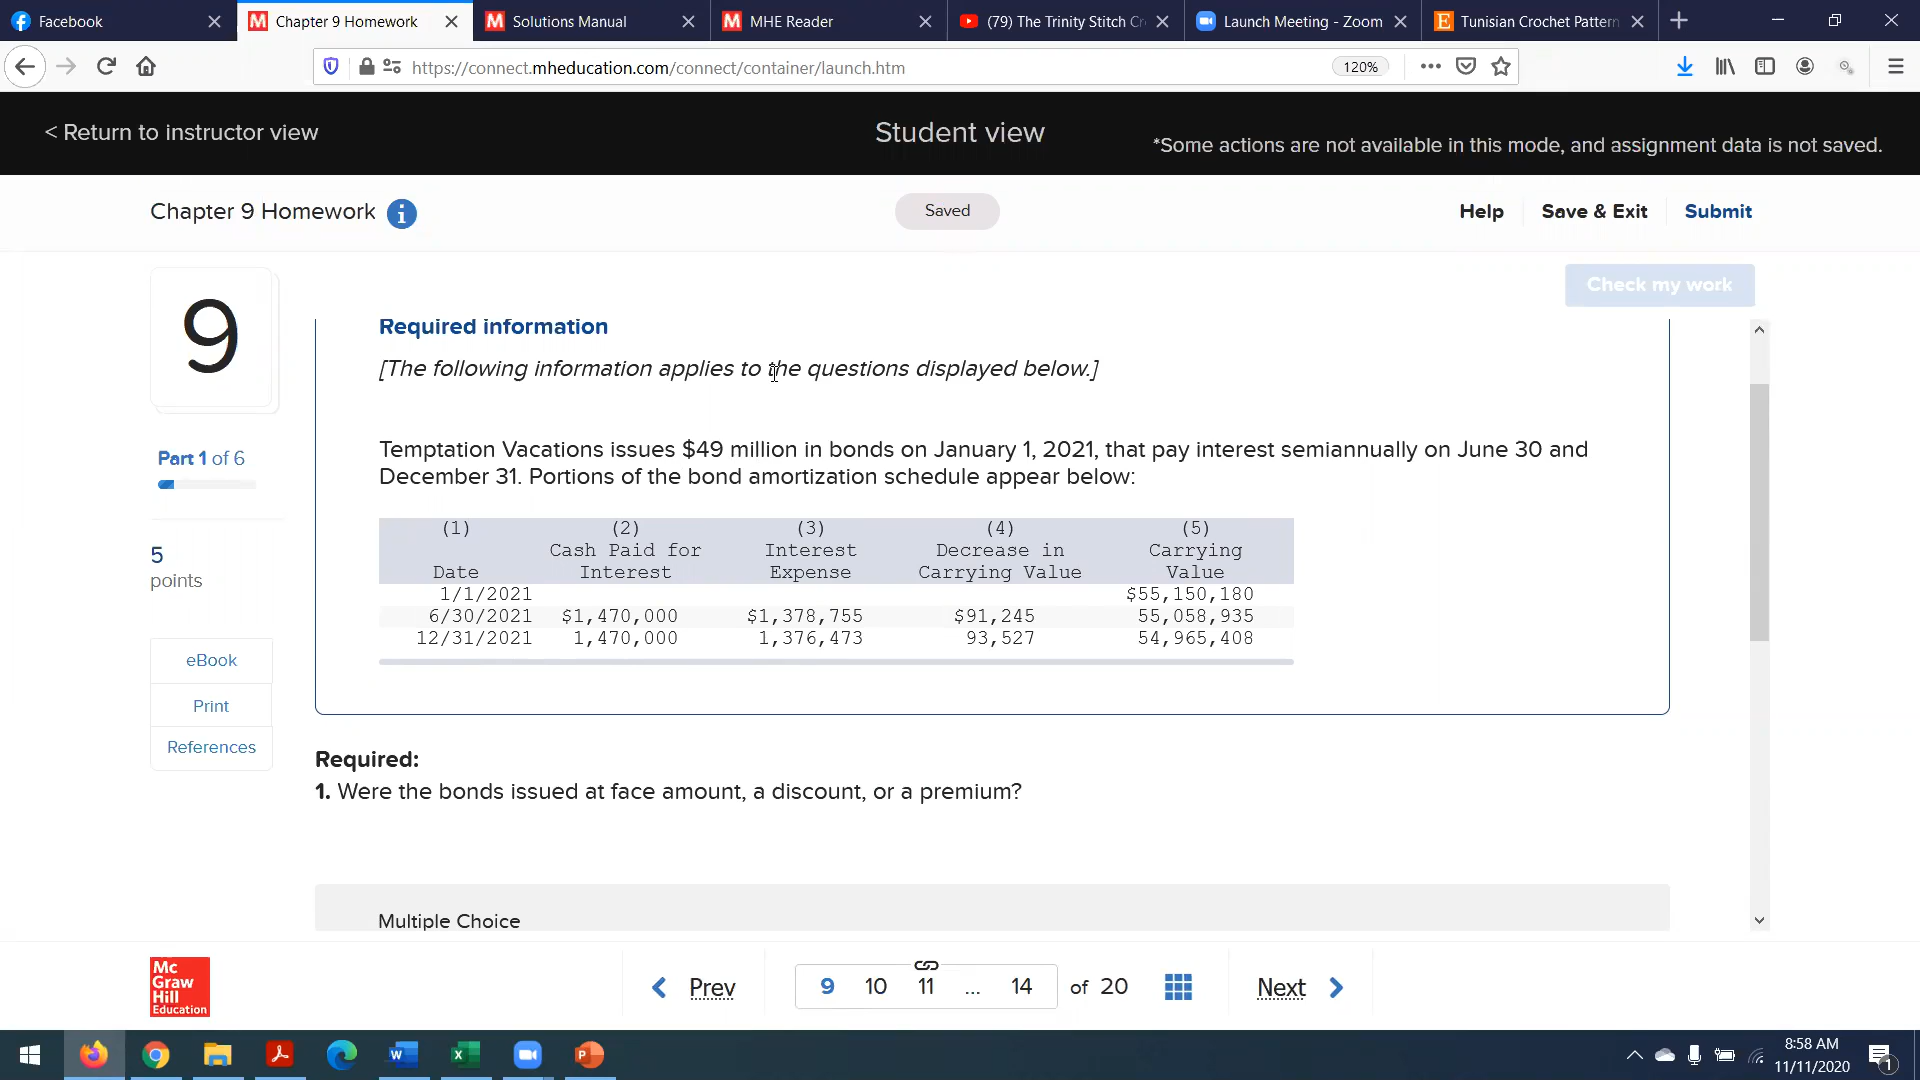 Facebook
Chapter 9 Homework
Solutions Manual
MHE Reader
(79) The Trinity Stitch Cr
Launch Meeting - Zoom
Tunisian Crochet Pattern
https://connect.mheducation.com/connect/container/launch.htm
120%
< Return to instructor view
Student view
*Some actions are not available in this mode, and assignment data is not saved.
Chapter 9 Homework
Saved
Help
Save & Exit
Submit
Check my work
9
Part 1 of 6
5
points
eBook
Print
References
Required information
[The following information applies to the questions displayed below.]
Temptation Vacations issues $49 million in bonds on January 1, 2021, that pay interest semiannually on June 30 and
December 31. Portions of the bond amortization schedule appear below:
(1) (2) (3) (4) (5)
Cash Paid for Interest Decrease in Carrying
Date Interest Expense Carrying Value Value
1/1/2021 $55,150,180
6/30/2021 $1,470,000 $1,378,755 $91,245 55,058,935
12/31/2021 1,470,000 1,376,473 93,527 54,965,408
Required:
1. Were the bonds issued at face amount, a discount, or a premium?
Multiple Choice
Mc
Graw
Hill
Education
Prev
9 10 11 ... 14 of 20
Next
8:58 AM
11/11/2020
1